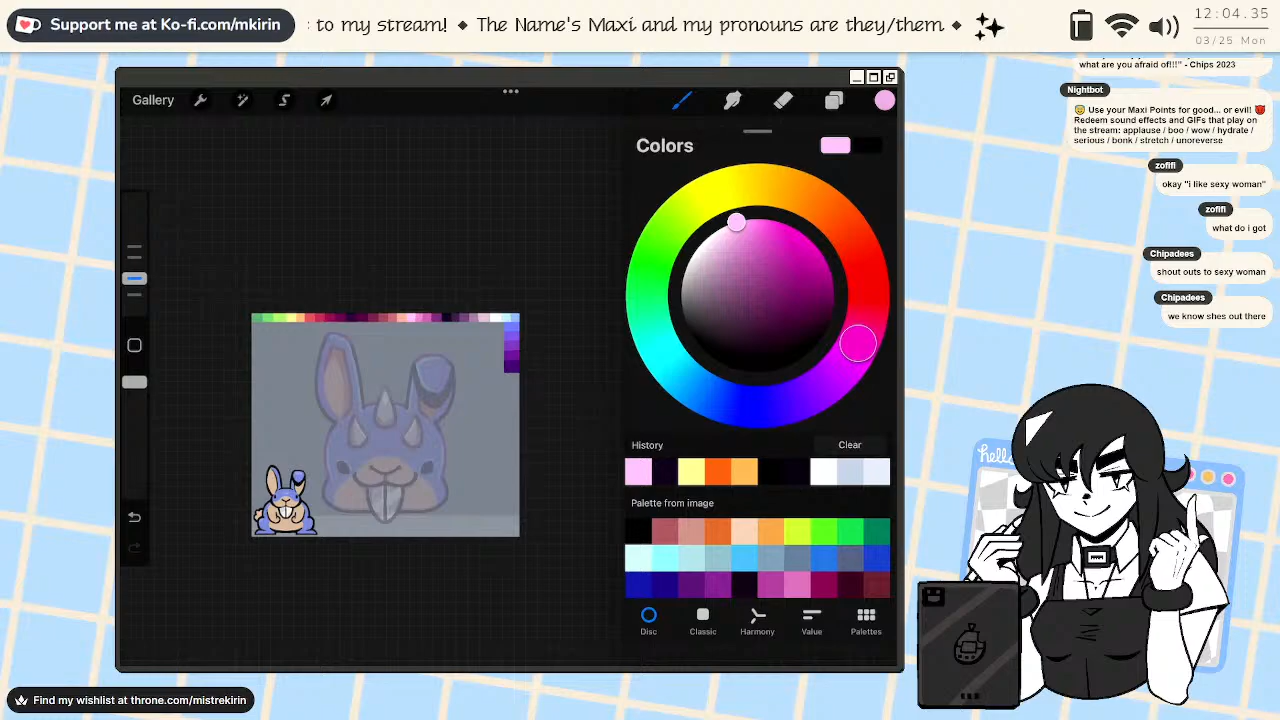 Support me at Ko-fi.com/mkirin
: to my stream! ◆ The Name's Maxi and my pronouns are they/them ◆
12:04.35
03/25 Mon
what are you afraid of!!!" - Chips 2023
Nightbot
😇 Use your Maxi Points for good... or evil! 😈
Redeem sound effects and GIFs that play on
the stream: applause / boo / wow / hydrate /
serious / bonk / stretch / unoreverse
zofifi
okay "i like sexy woman"
zofifi
what do i got
Chipadees
shout outs to sexy woman
Chipadees
we know shes out there
Gallery
Colors
History
Clear
Palette from image
Disc
Classic
Harmony
Value
Palettes
hello
Find my wishlist at throne.com/mistrekirin